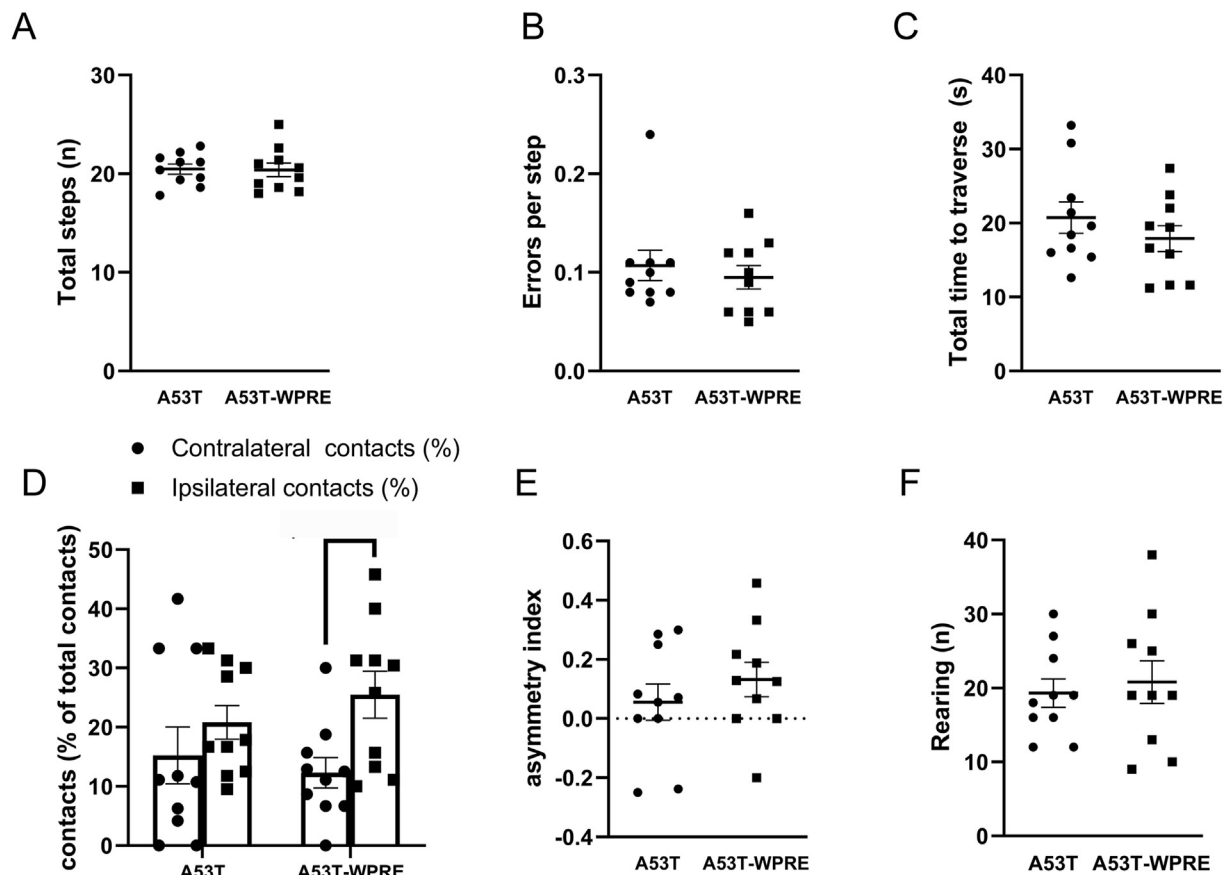 A
B
C
Total steps (n)
30
20
10
0
A53T
A53T-WPRE
Errors per step
0.3
0.2
0.1
0.0
A53T
A53T-WPRE
Total time to traverse (s)
40
30
20
10
0
A53T
A53T-WPRE
Contralateral contacts (%)
Ipsilateral contacts (%)
D
E
F
contacts (% of total contacts)
50
40
30
20
10
0
A53T
A53T-WPRE
asymmetry index
0.6
0.4
0.2
0.0
-0.2
-0.4
A53T
A53T-WPRE
Rearing (n)
40
30
20
10
0
A53T
A53T-WPRE